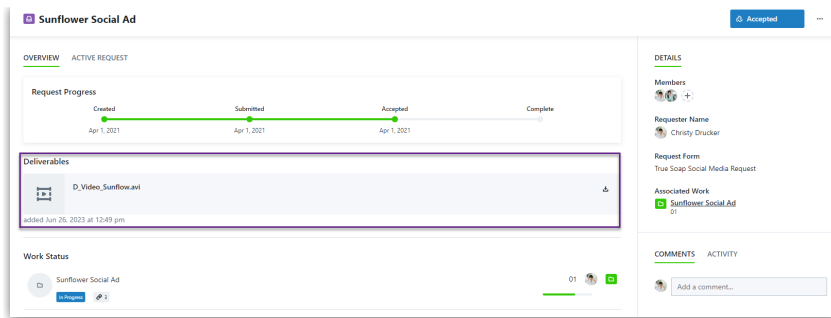 Sunflower Social Ad
Accepted
OVERVIEW ACTIVE REQUEST
Request Progress
Created Submitted Accepted Complete
Apr 1, 2021 Apr 1, 2021 Apr 1, 2021
Deliverables
D_Video_Sunflow.avi
added Jun 26, 2023 at 12:49 pm
Work Status
Sunflower Social Ad
01
In Progress 1
DETAILS
Members
Requester Name
Christy Drucker
Request Form
True Soap Social Media Request
Associated Work
Sunflower Social Ad
01
COMMENTS ACTIVITY
Add a comment...